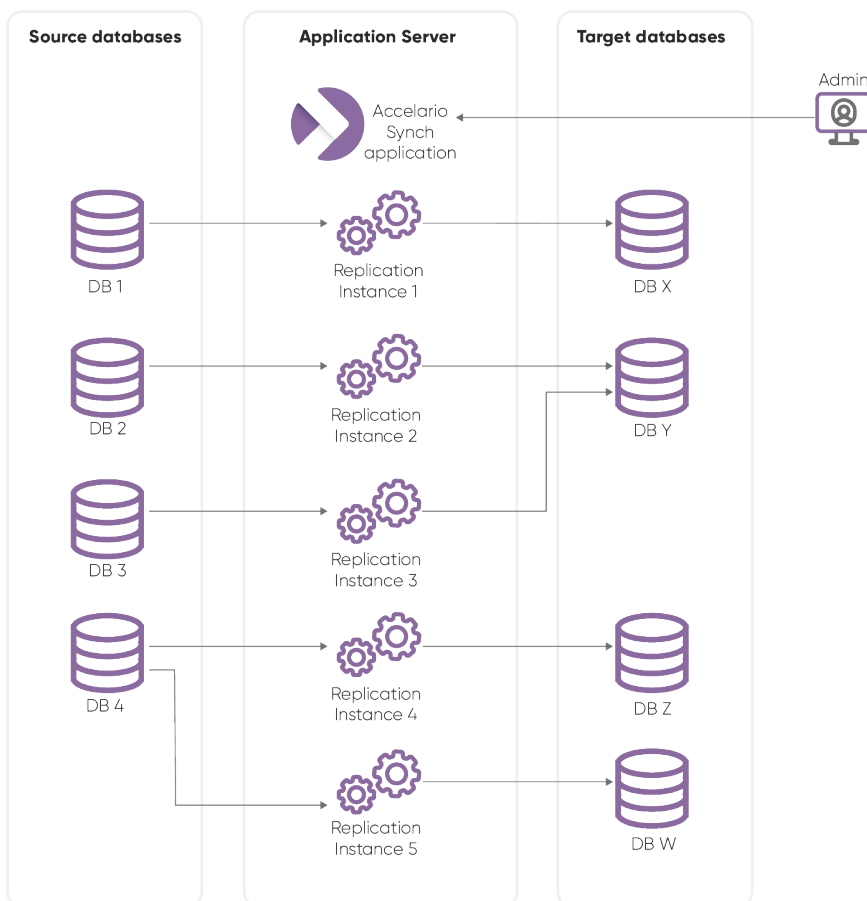 Source databases
Application Server
Target databases
Admin
Accelario
Synch
application
DB 1
Replication
Instance 1
DB X
DB 2
Replication
Instance 2
DB Y
DB 3
Replication
Instance 3
DB 4
Replication
Instance 4
DB Z
Replication
Instance 5
DB W